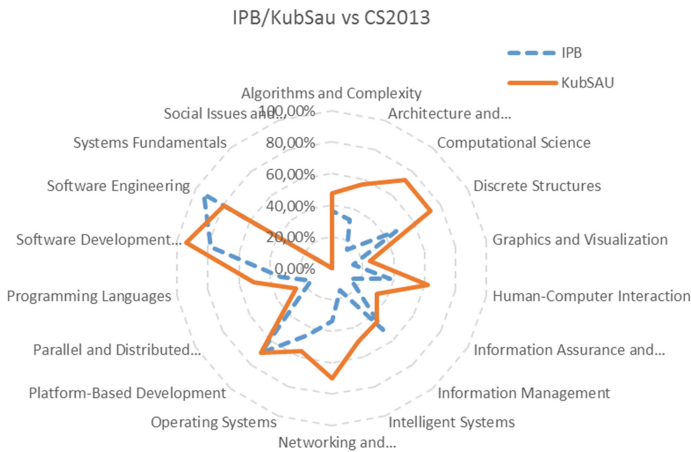 IPB/KubSau vs CS2013
IPB
KubSAU
Algorithms and Complexity
Social Issues and...
100,00%
Architecture and...
Systems Fundamentals
80,00%
Computational Science
60,00%
Software Engineering
Discrete Structures
40,00%
Software Development...
20,00%
Graphics and Visualization
0,00%
Programming Languages
Human-Computer Interaction
Parallel and Distributed...
Information Assurance and...
Platform-Based Development
Information Management
Operating Systems
Intelligent Systems
Networking and...